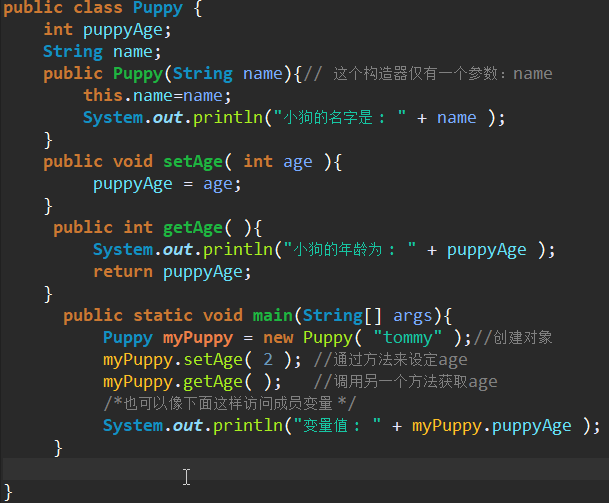 public class Puppy {
int puppyAge;
String name;
public Puppy(String name){// 这个构造器仅有一个参数：name
this.name=name;
System.out.println("小狗的名字是 : " + name );
}
public void setAge( int age ){
puppyAge = age;
}
public int getAge( ){
System.out.println("小狗的年龄为 : " + puppyAge );
return puppyAge;
}
public static void main(String[] args){
Puppy myPuppy = new Puppy( "tommy" );//创建对象
myPuppy.setAge( 2 ); //通过方法来设定age
myPuppy.getAge( );   //调用另一个方法获取age
/*也可以像下面这样访问成员变量 */
System.out.println("变量值 : " + myPuppy.puppyAge );
}
}